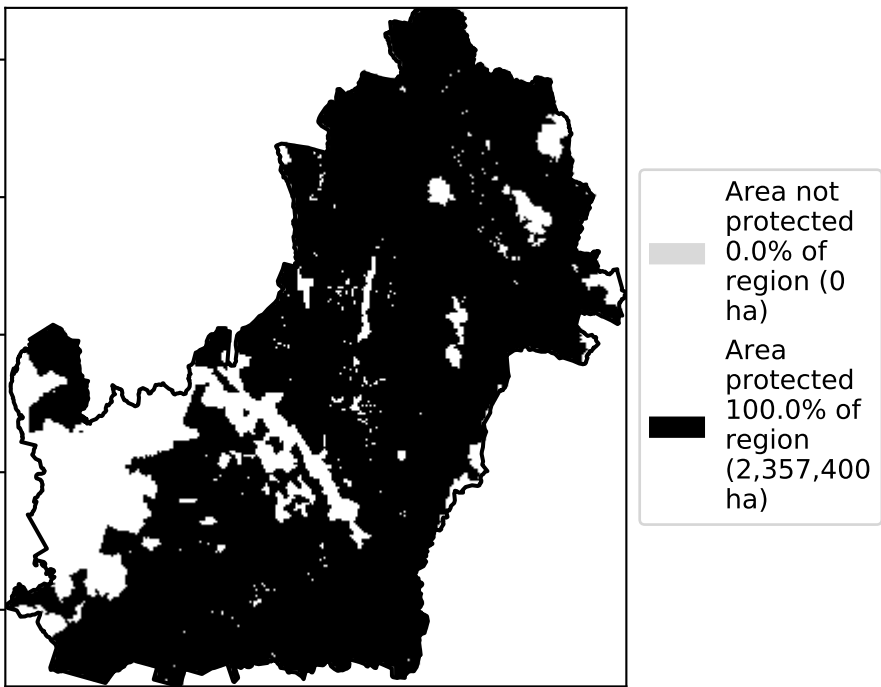 Area not
protected
0.0% of
region (0
ha)
Area
protected
100.0% of
region
(2,357,400
ha)